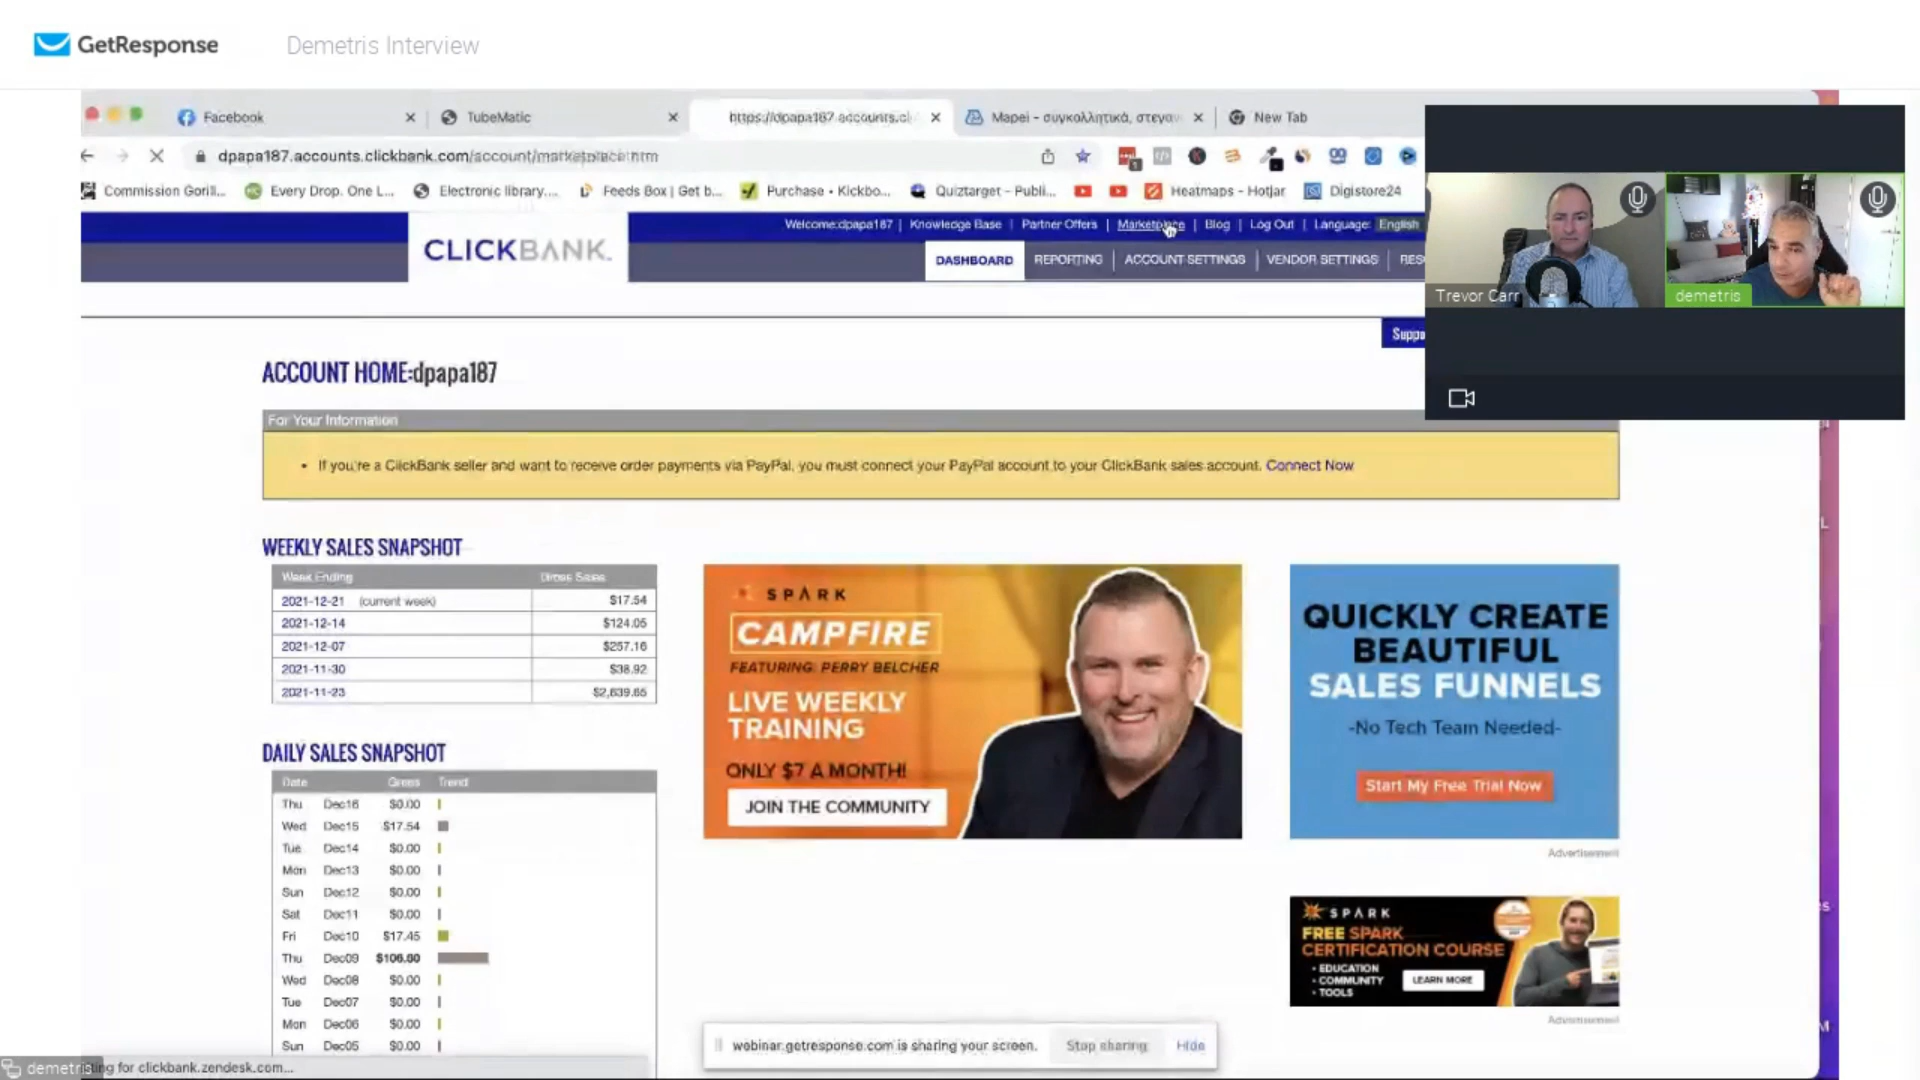 GetResponse
Demetris Interview
Facebook
TubeMatic
https://dpapa187.accounts.cl
Mapei - συγκολλητικά, στεγαν
New Tab
dpapa187.accounts.clickbank.com/account/marketplace.htm
Commission Gorill...
Every Drop. One L...
Electronic library....
Feeds Box | Get b...
Purchase • Kickbo...
Quiztarget - Publi...
Heatmaps - Hotjar
Digistore24
Welcome:dpapa187 | Knowledge Base | Partner Offers | Marketplace | Blog | Log Out | Language: English
CLICKBANK.
DASHBOARD
REPORTING
ACCOUNT SETTINGS
VENDOR SETTINGS
RES
Trevor Carr
demetris
Suppo
ACCOUNT HOME:dpapa187
For Your Information
• If you're a ClickBank seller and want to receive order payments via PayPal, you must connect your PayPal account to your ClickBank sales account. Connect Now
WEEKLY SALES SNAPSHOT
Week Ending Gross Sales
2021-12-21 (current week) $17.54
2021-12-14 $124.05
2021-12-07 $257.16
2021-11-30 $38.92
2021-11-23 $2,639.65
DAILY SALES SNAPSHOT
Date Gross Trend
Thu Dec16 $0.00
Wed Dec15 $17.54
Tue Dec14 $0.00
Mon Dec13 $0.00
Sun Dec12 $0.00
Sat Dec11 $0.00
Fri Dec10 $17.45
Thu Dec09 $106.60
Wed Dec08 $0.00
Tue Dec07 $0.00
Mon Dec06 $0.00
Sun Dec05 $0.00
SPARK
CAMPFIRE
FEATURING: PERRY BELCHER
LIVE WEEKLY
TRAINING
ONLY $7 A MONTH!
JOIN THE COMMUNITY
QUICKLY CREATE
BEAUTIFUL
SALES FUNNELS
-No Tech Team Needed-
Start My Free Trial Now
Advertisement
SPARK
FREE SPARK
CERTIFICATION COURSE
• EDUCATION
• COMMUNITY
• TOOLS
LEARN MORE
Advertisement
webinar.getresponse.com is sharing your screen.
Stop sharing
Hide
demetris
ting for clickbank.zendesk.com...